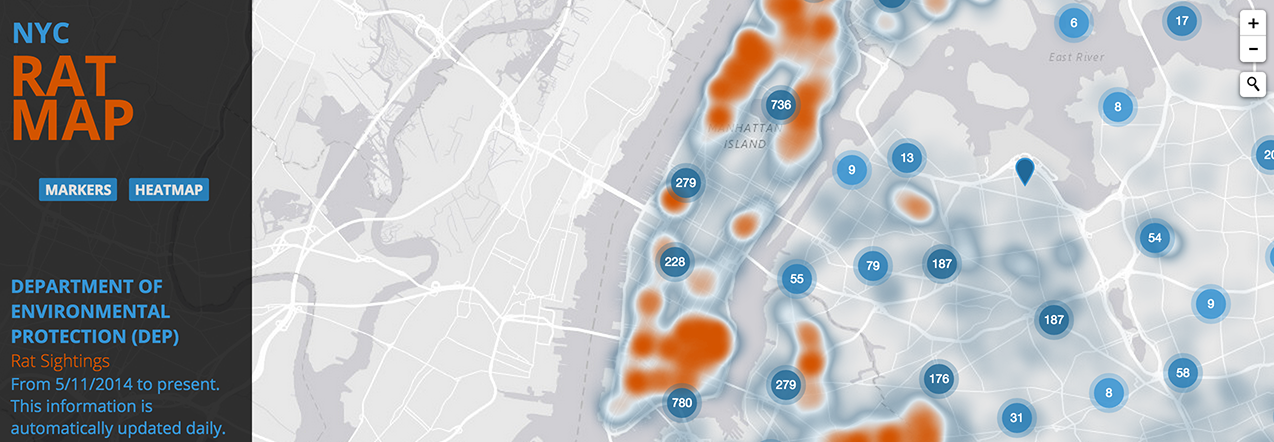 NYC
RAT
MAP
MARKERS HEATMAP
DEPARTMENT OF
ENVIRONMENTAL
PROTECTION (DEP)
Rat Sightings
From 5/11/2014 to present.
This information is
automatically updated daily.
6
17
+
−
East River
8
736
MANHATTAN
ISLAND
13
9
279
54
228
55
79
187
9
187
58
176
279
8
780
31